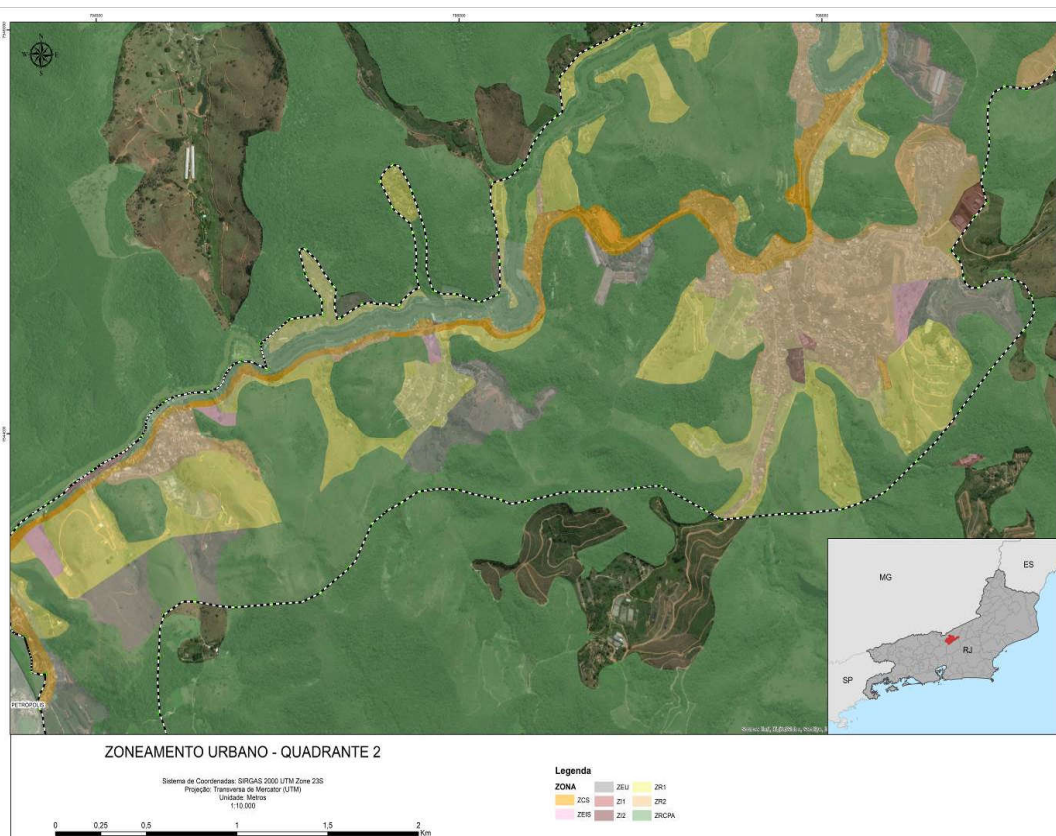 N
W
E
S
PETRÓPOLIS
MG
ES
RJ
SP
ZONEAMENTO URBANO - QUADRANTE 2
Sistema de Coordenadas: SIRGAS 2000 UTM Zone 23S
Projeção: Transversa de Mercator (UTM)
Unidade: Metros
1:10.000
0 0,25 0,5 1 1,5 2
Km
Legenda
ZONA
ZCS
ZEIS
ZEU
ZI1
ZI2
ZR1
ZR2
ZRCPA